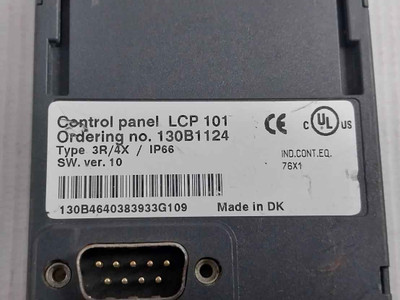 Control panel LCP 101
Ordering no. 130B1124
Type 3R/4X / IP66
SW. ver. 10
CE
c UL US
IND.CONT.EQ.
76X1
130B4640383933G109 Made in DK